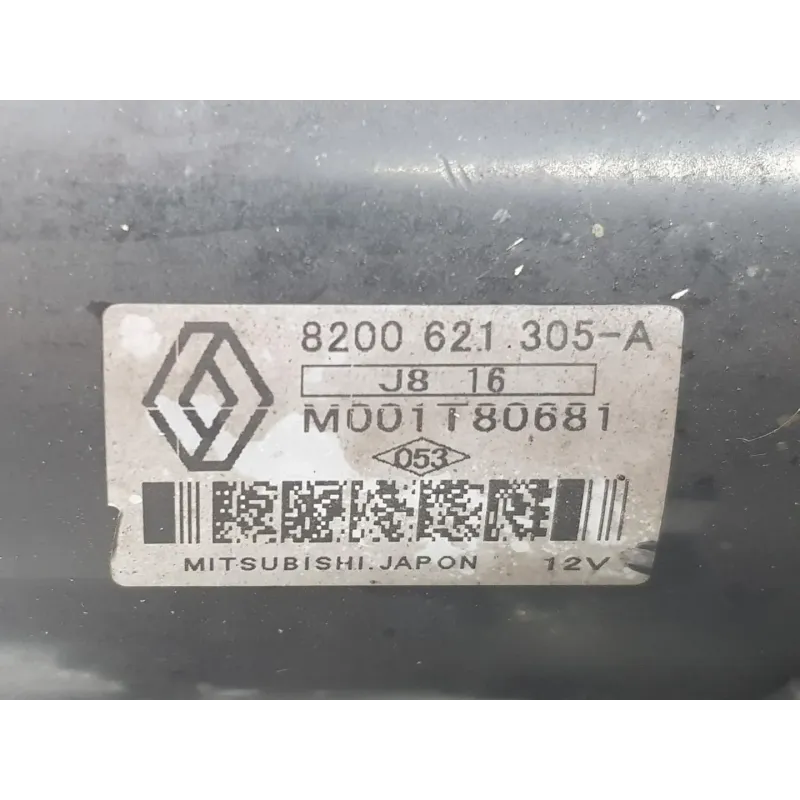 8200 621 305-A
J8 16
M001T80681
053
MITSUBISHI.JAPON 12V